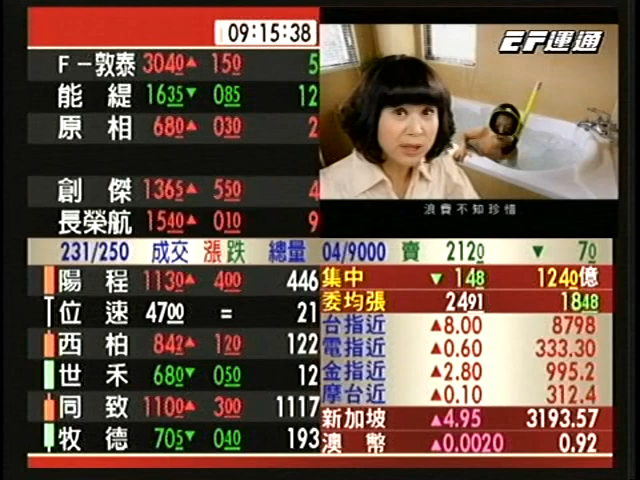 09:15:38
EF運通
F-敦泰 3040▲ 150 5
能緹 1635▼ 085 12
原相 680▲ 030 2
創傑 1365▲ 550 4
長榮航 1540▲ 010 9
浪費不知珍惜
231/250 成交 漲跌 總量 04/9000 賣 2120 ▼ 70
陽程 1130▲ 400 446
位速 4700 = 21
西柏 842▲ 120 122
世禾 680▼ 050 12
同致 1100▲ 300 1117
牧德 705▼ 040 193
集中 ▼148 1240億
委均張 2491 1848
台指近 ▲8.00 8798
電指近 ▲0.60 333.30
金指近 ▲2.80 995.2
摩台近 ▲0.10 312.4
新加坡 ▲4.95 3193.57
澳幣 ▲0.0020 0.92